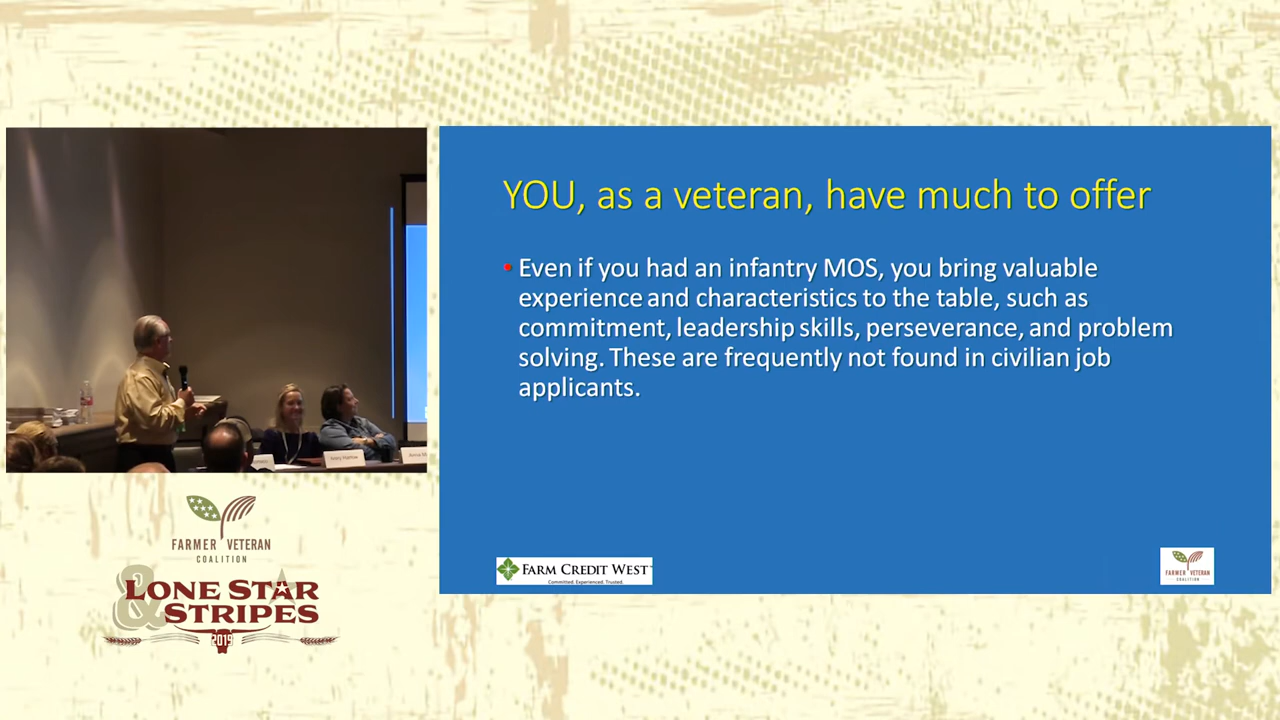 YOU, as a veteran, have much to offer
• Even if you had an infantry MOS, you bring valuable
experience and characteristics to the table, such as
commitment, leadership skills, perseverance, and problem
solving. These are frequently not found in civilian job
applicants.
FARM CREDIT WEST
Committed. Experienced. Trusted.
FARMER VETERAN
COALITION
FARMER VETERAN
COALITION
&
LONE STAR
STRIPES
2019